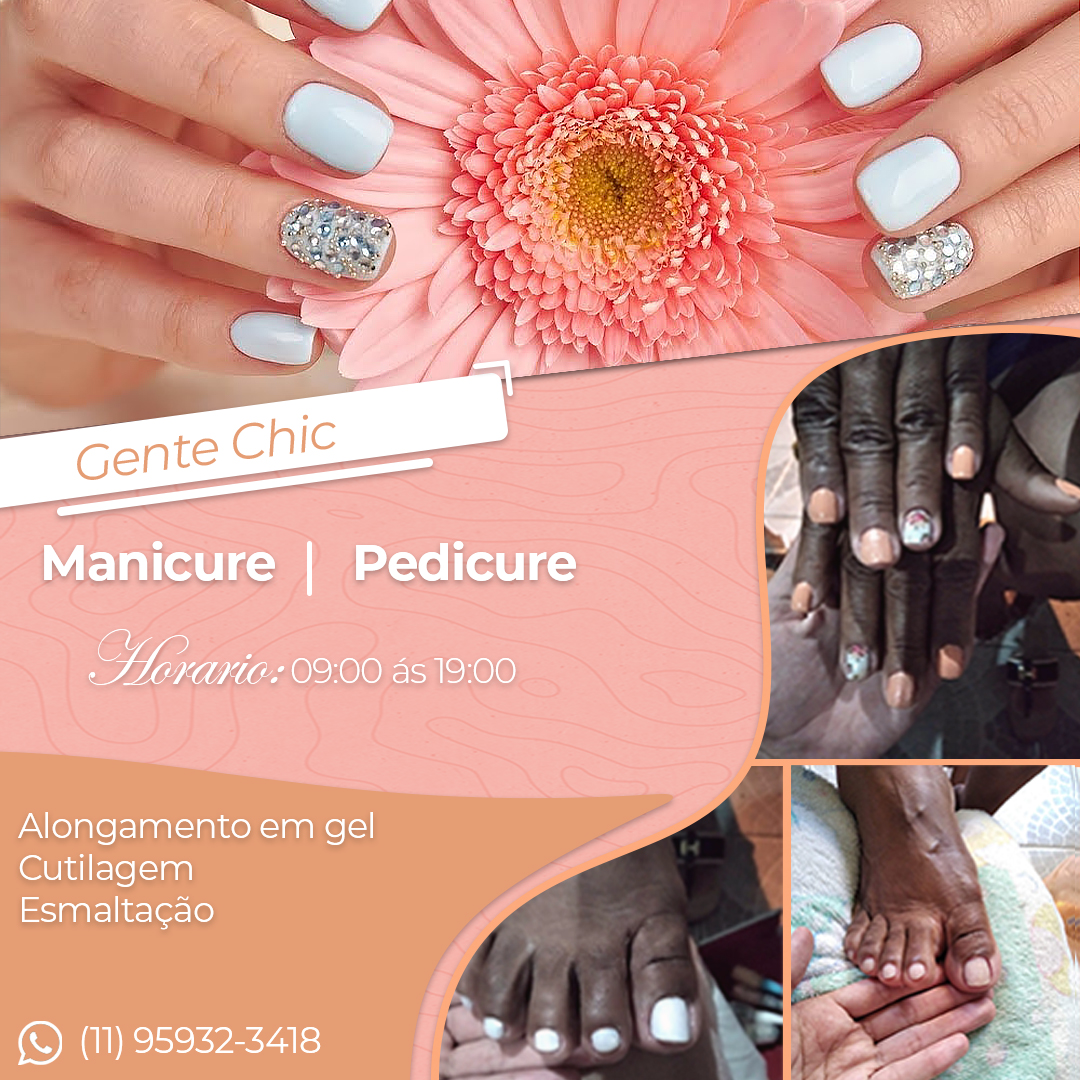 Gente Chic
Manicure | Pedicure
Horario: 09:00 ás 19:00
Alongamento em gel
Cutilagem
Esmaltação
(11) 95932-3418